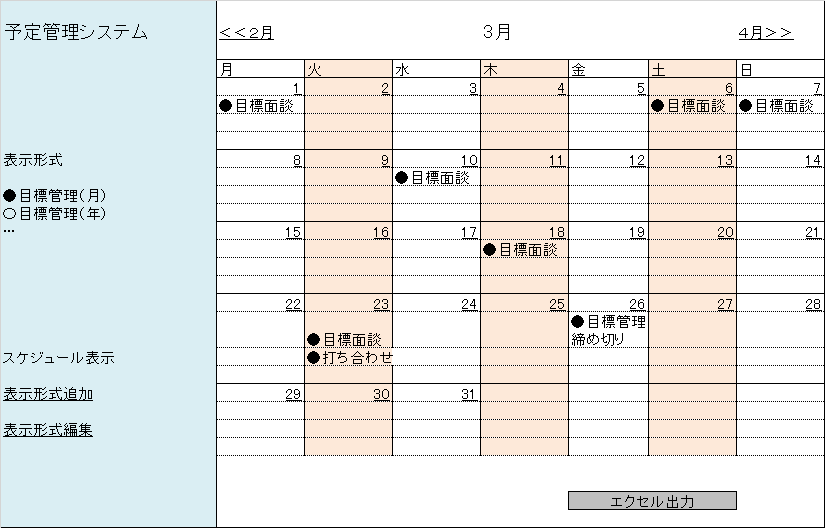 予定管理システム
<<2月
3月
4月>>
月 火 水 木 金 土 日
1 2 3 4 5 6 7
●目標面談 ●目標面談 ●目標面談
表示形式
8 9 10 11 12 13 14
●目標面談
●目標管理(月)
○目標管理(年)
…
15 16 17 18 19 20 21
●目標面談
22 23 24 25 26 27 28
●目標管理
締め切り
●目標面談
●打ち合わせ
スケジュール表示
表示形式追加
29 30 31
表示形式編集
エクセル出力